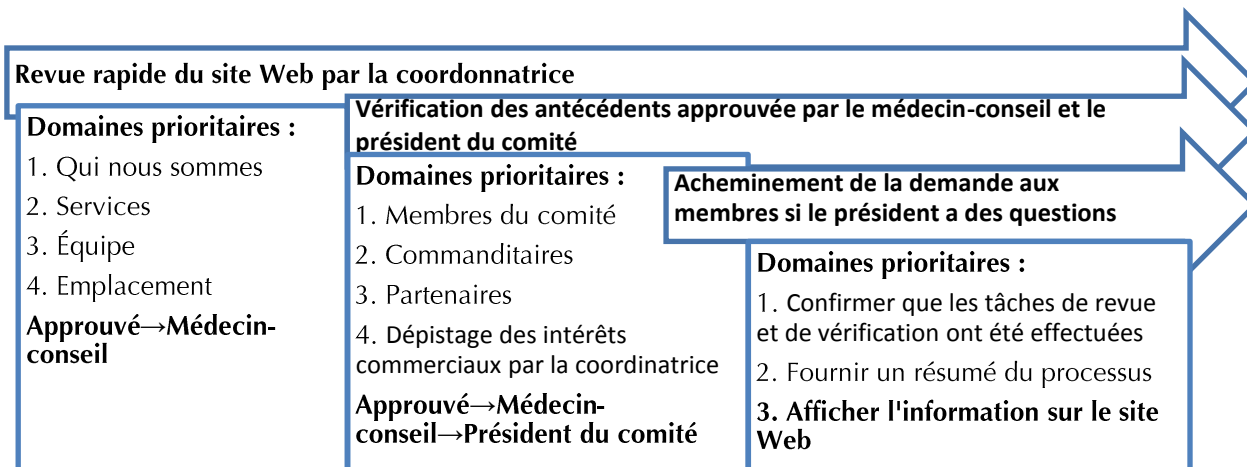 Revue rapide du site Web par la coordonnatrice
Domaines prioritaires :
1. Qui nous sommes
2. Services
3. Équipe
4. Emplacement
Approuvé→Médecin-
conseil
Vérification des antécédents approuvée par le médecin-conseil et le
président du comité
Domaines prioritaires :
1. Membres du comité
2. Commanditaires
3. Partenaires
4. Dépistage des intérêts
commerciaux par la coordinatrice
Approuvé→Médecin-
conseil→Président du comité
Acheminement de la demande aux
membres si le président a des questions
Domaines prioritaires :
1. Confirmer que les tâches de revue
et de vérification ont été effectuées
2. Fournir un résumé du processus
3. Afficher l'information sur le site
Web